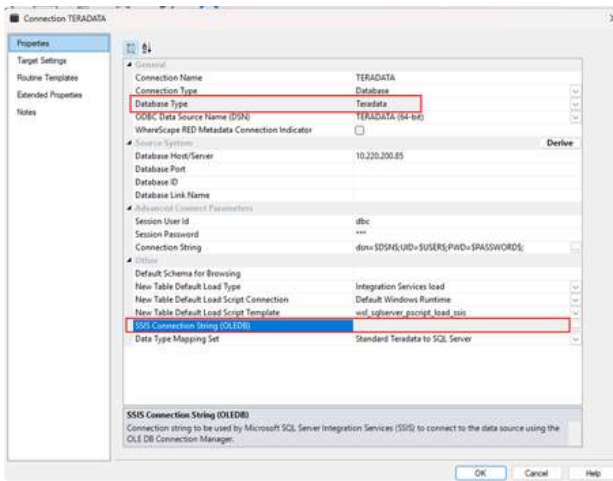 Connection TERADATA
Properties
Target Settings
Routine Templates
Extended Properties
Notes
General
Connection Name TERADATA
Connection Type Database
Database Type Teradata
ODBC Data Source Name (DSN) TERADATA (64-bit)
WhereScape RED Metadata Connection Indicator
Source System Derive
Database Host/Server 10.220.200.85
Database Port
Database ID
Database Link Name
Advanced Connect Parameters
Session User Id dbc
Session Password ***
Connection String dsn=$DSN$;UID=$USER$;PWD=$PASSWORD$;
Other
Default Schema for Browsing
New Table Default Load Type Integration Services load
New Table Default Load Script Connection Default Windows Runtime
New Table Default Load Script Template wsl_sqlserver_pscript_load_ssis
SSIS Connection String (OLEDB)
Data Type Mapping Set Standard Teradata to SQL Server
SSIS Connection String (OLEDB)
Connection string to be used by Microsoft SQL Server Integration Services (SSIS) to connect to the data source using the
OLE DB Connection Manager.
OK Cancel Help